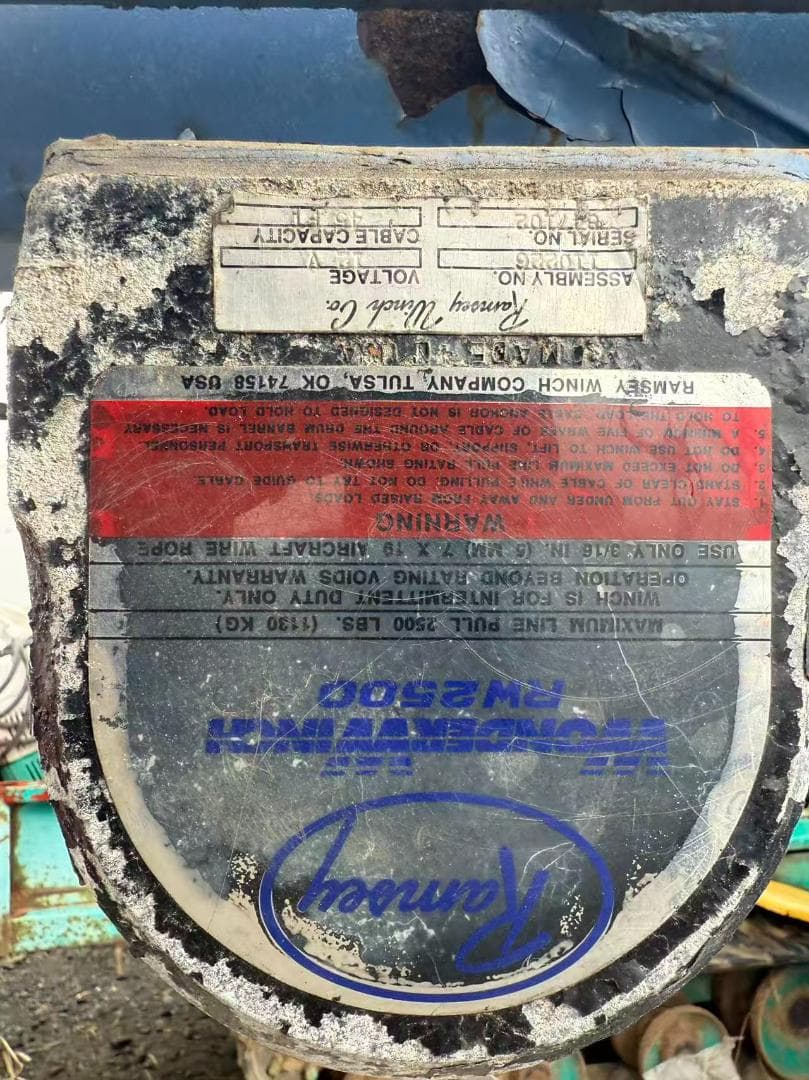 Ramsey
WONDERWINCH
RW2500
MAXIMUM LINE PULL 2500 LBS. (1130 KG)
WINCH IS FOR INTERMITTENT DUTY ONLY.
OPERATION BEYOND RATING VOIDS WARRANTY.
USE ONLY 3/16 IN. (5 MM) 7 X 19 AIRCRAFT WIRE ROPE
WARNING
1. STAY OUT FROM UNDER AND AWAY FROM RAISED LOADS.
2. STAND CLEAR OF CABLE WHILE PULLING. DO NOT TRY TO GUIDE CABLE.
3. DO NOT EXCEED MAXIMUM LINE PULL RATING SHOWN.
4. DO NOT USE WINCH TO LIFT, SUPPORT, OR OTHERWISE TRANSPORT PERSONNEL.
5. A MINIMUM OF FIVE WRAPS OF CABLE AROUND THE DRUM BARREL IS NECESSARY
TO HOLD THE LOAD. CABLE ANCHOR IS NOT DESIGNED TO HOLD LOAD.
RAMSEY WINCH COMPANY, TULSA, OK 74158 USA
MADE USA
Ramsey Winch Co.
ASSEMBLY NO. VOLTAGE
12 V
SERIAL NO. CABLE CAPACITY
FT